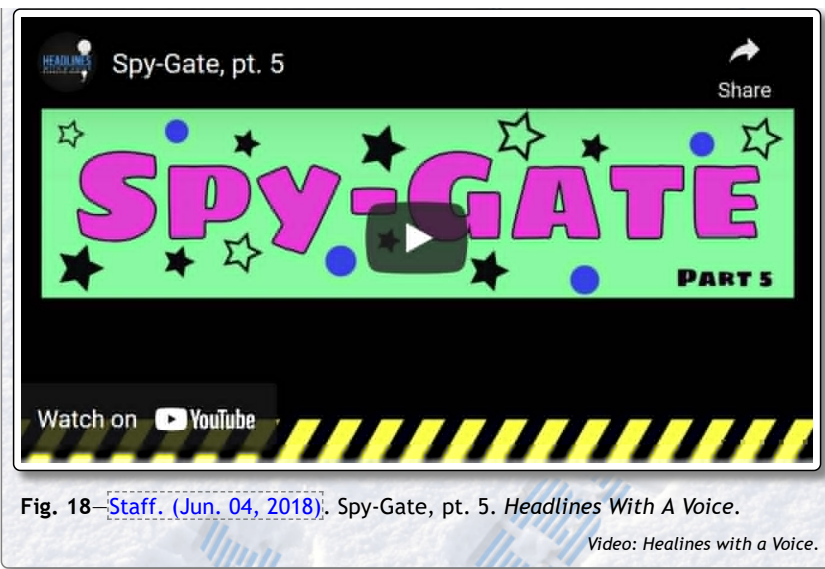 HEADLINES
Spy-Gate, pt. 5
Share
SPY-GATE
PART 5
Watch on YouTube
Fig. 18—Staff. (Jun. 04, 2018). Spy-Gate, pt. 5. Headlines With A Voice.
Video: Healines with a Voice.